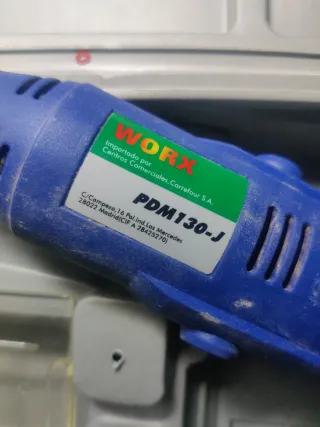 WORX
Importado por
Centros Comerciales Carrefour S.A.
PDM130-J
C/Campezo,16 Pol.Ind.Las Mercedes
28022 Madrid(CIF A 28425270)